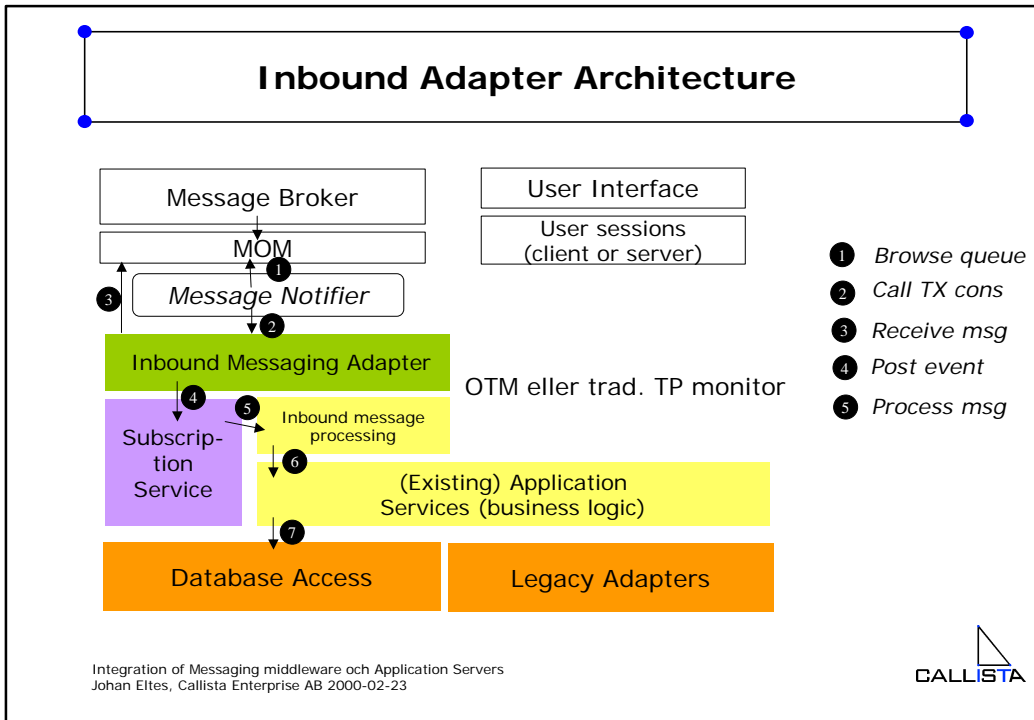 Inbound Adapter Architecture
Message Broker
MOM
1
Message Notifier
3
2
Inbound Messaging Adapter
4
5
Subscrip-
tion
Service
Inbound message
processing
6
(Existing) Application
Services (business logic)
7
Database Access
Legacy Adapters
User Interface
User sessions
(client or server)
OTM eller trad. TP monitor
1 Browse queue
2 Call TX cons
3 Receive msg
4 Post event
5 Process msg
Integration of Messaging middleware och Application Servers
Johan Eltes, Callista Enterprise AB 2000-02-23
CALLISTA